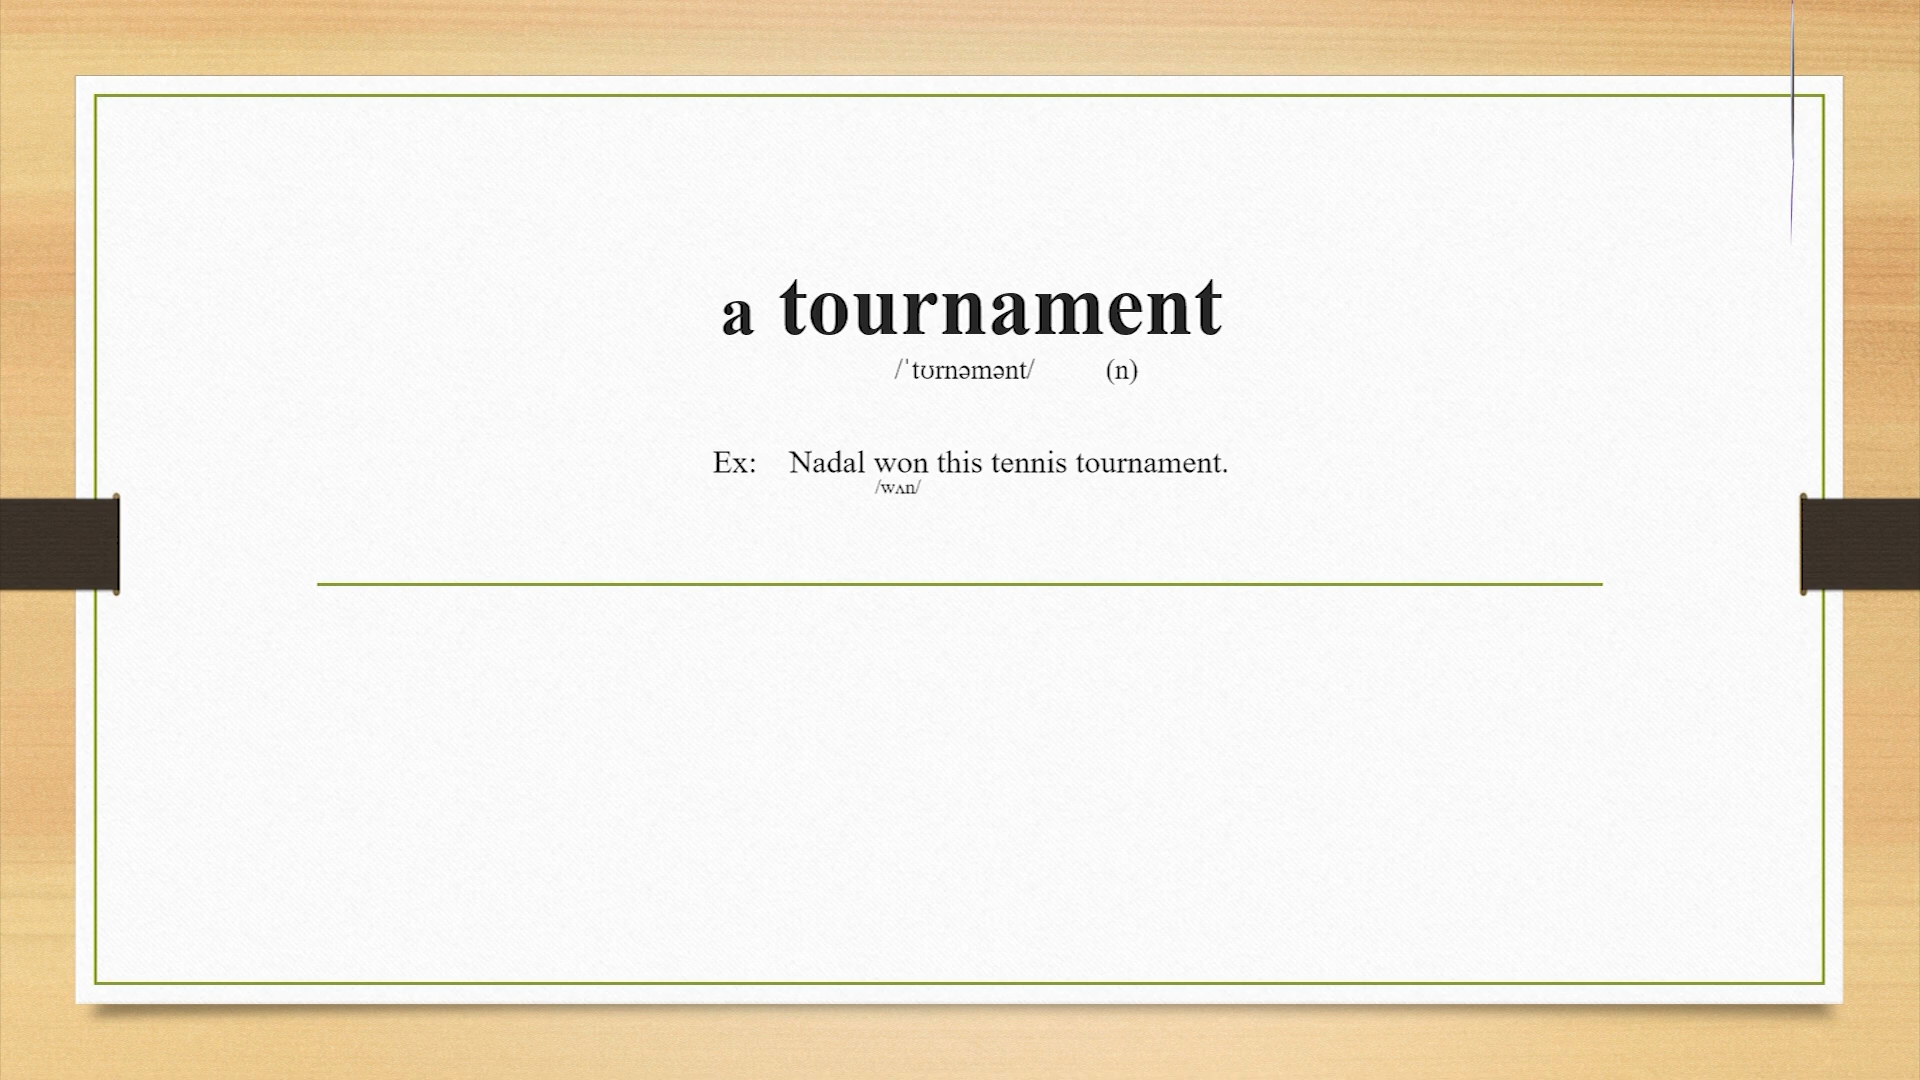 a tournament
/ˈtʊrnəmənt/ (n)
Ex: Nadal won this tennis tournament.
/wʌn/